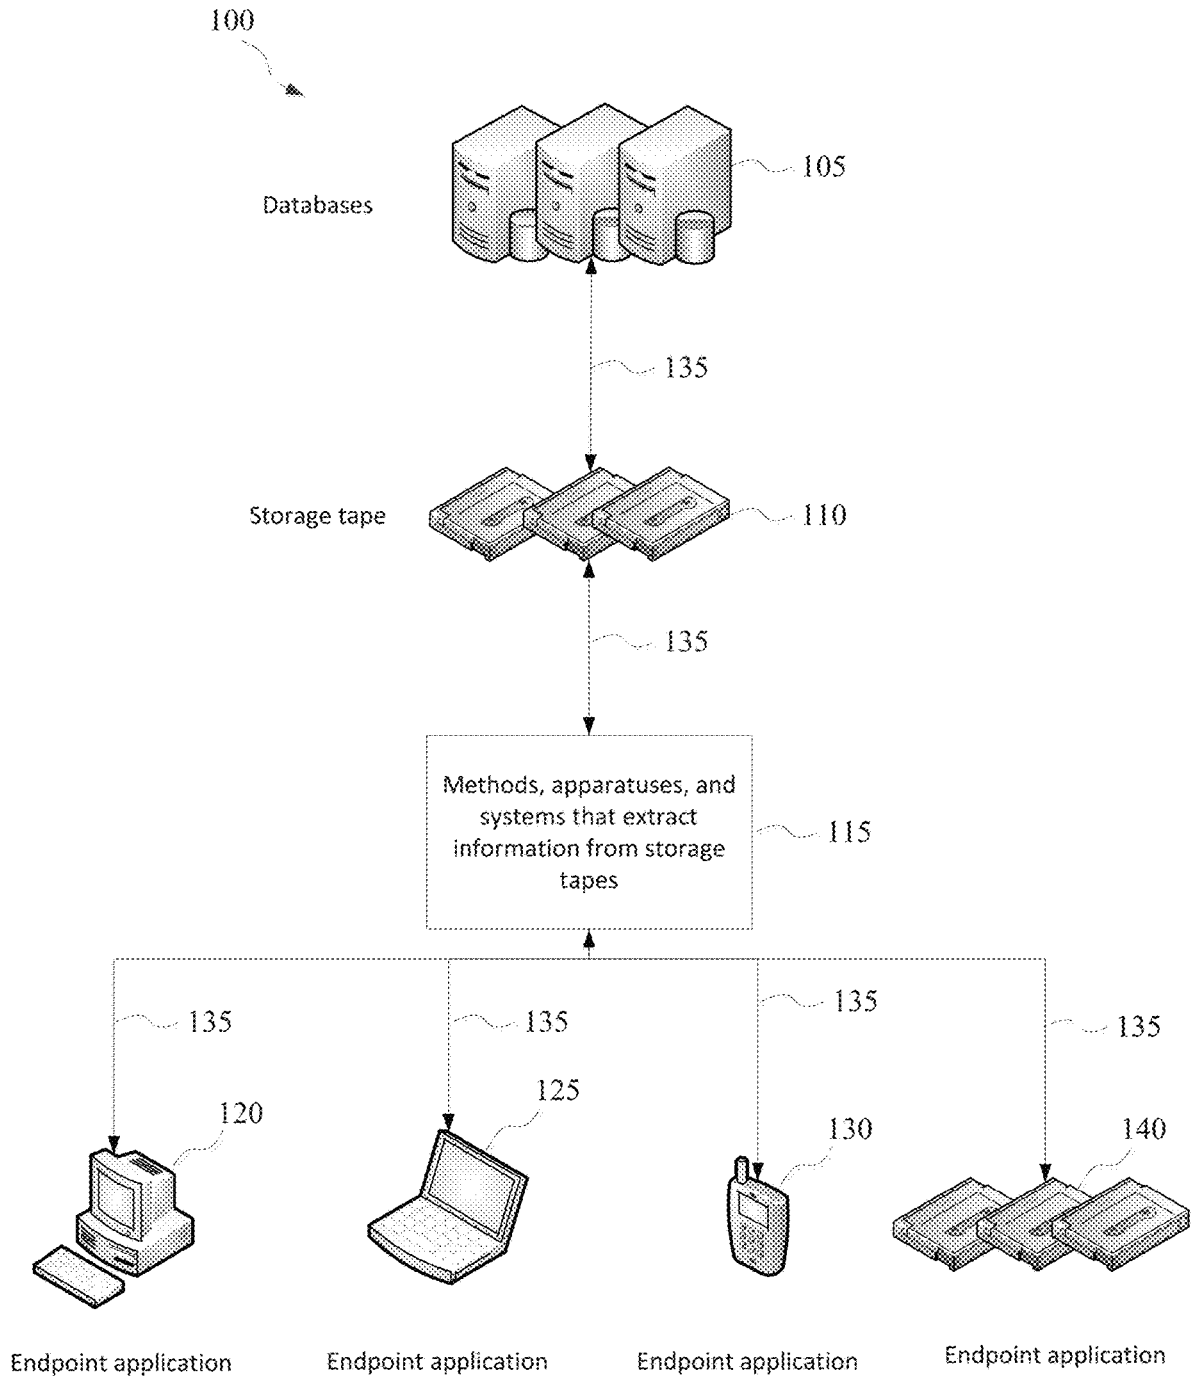 100
105
Databases
135
Storage tape
110
135
Methods, apparatuses, and
systems that extract
information from storage
tapes
115
135
135
135
135
120
125
130
140
Endpoint application
Endpoint application
Endpoint application
Endpoint application